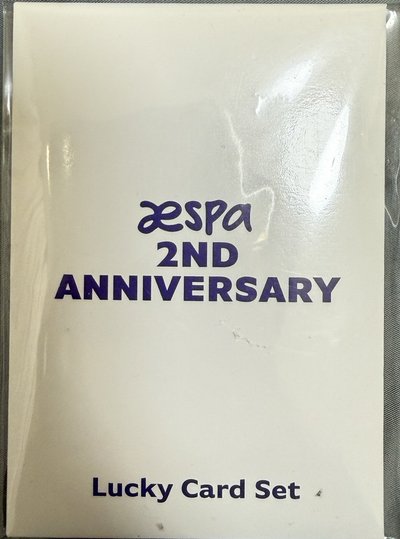 æspa
2ND
ANNIVERSARY
Lucky Card Set